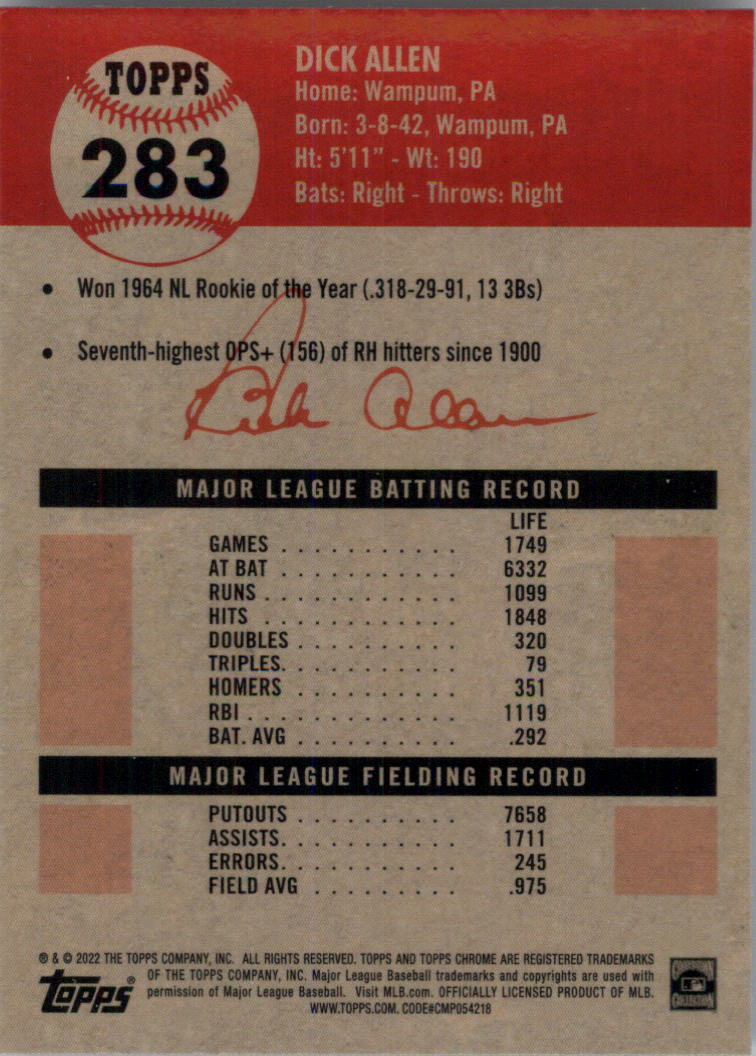 TOPPS
283
DICK ALLEN
Home: Wampum, PA
Born: 3-8-42, Wampum, PA
Ht: 5'11" - Wt: 190
Bats: Right - Throws: Right
• Won 1964 NL Rookie of the Year (.318-29-91, 13 3Bs)
• Seventh-highest OPS+ (156) of RH hitters since 1900
Dick Allen
MAJOR LEAGUE BATTING RECORD
LIFE
GAMES . . . . . . . . . . . 1749
AT BAT . . . . . . . . . . . 6332
RUNS . . . . . . . . . . . . 1099
HITS . . . . . . . . . . . . 1848
DOUBLES . . . . . . . . . . 320
TRIPLES. . . . . . . . . . . 79
HOMERS . . . . . . . . . . 351
RBI . . . . . . . . . . . . . 1119
BAT. AVG . . . . . . . . . . .292
MAJOR LEAGUE FIELDING RECORD
PUTOUTS . . . . . . . . . . 7658
ASSISTS. . . . . . . . . . . 1711
ERRORS. . . . . . . . . . . 245
FIELD AVG . . . . . . . . . .975
® & © 2022 THE TOPPS COMPANY, INC. ALL RIGHTS RESERVED. TOPPS AND TOPPS CHROME ARE REGISTERED TRADEMARKS
OF THE TOPPS COMPANY, INC. Major League Baseball trademarks and copyrights are used with
permission of Major League Baseball. Visit MLB.com. OFFICIALLY LICENSED PRODUCT OF MLB.
WWW.TOPPS.COM. CODE#CMP054218
Topps®